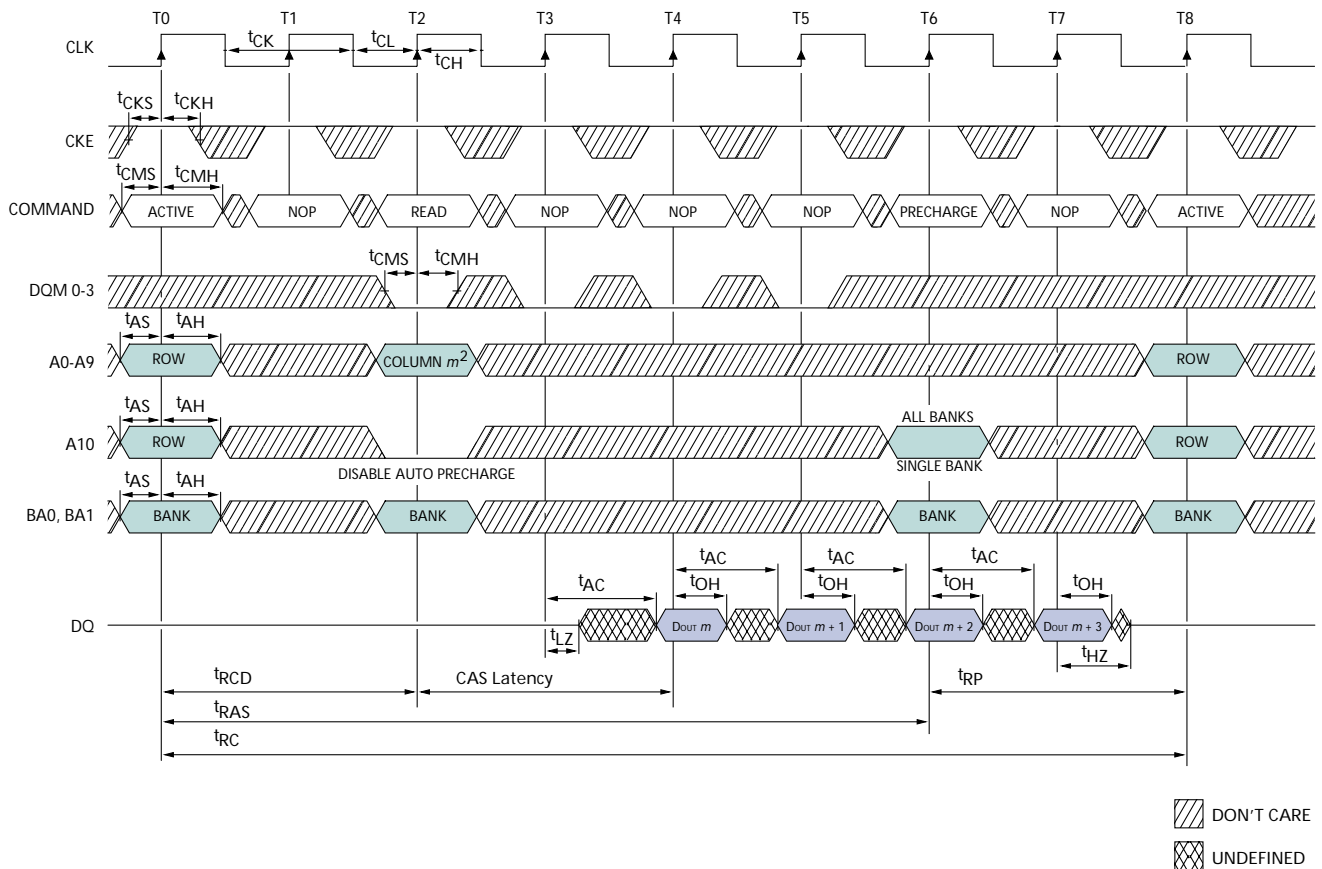 T0 T1 T2 T3 T4 T5 T6 T7 T8
CLK tCK tCL tCH
tCKS tCKH
CKE
tCMS tCMH
COMMAND ACTIVE NOP READ NOP NOP NOP PRECHARGE NOP ACTIVE
tCMS tCMH
DQM 0-3
tAS tAH
A0-A9 ROW COLUMN m2 ROW
tAS tAH
ALL BANKS
A10 ROW ROW
DISABLE AUTO PRECHARGE SINGLE BANK
tAS tAH
BA0, BA1 BANK BANK BANK BANK
tAC tAC tAC tAC
tOH tOH tOH tOH
DQ DOUT m DOUT m + 1 DOUT m + 2 DOUT m + 3
tLZ tHZ
tRCD CAS Latency tRP
tRAS
tRC
DON'T CARE
UNDEFINED